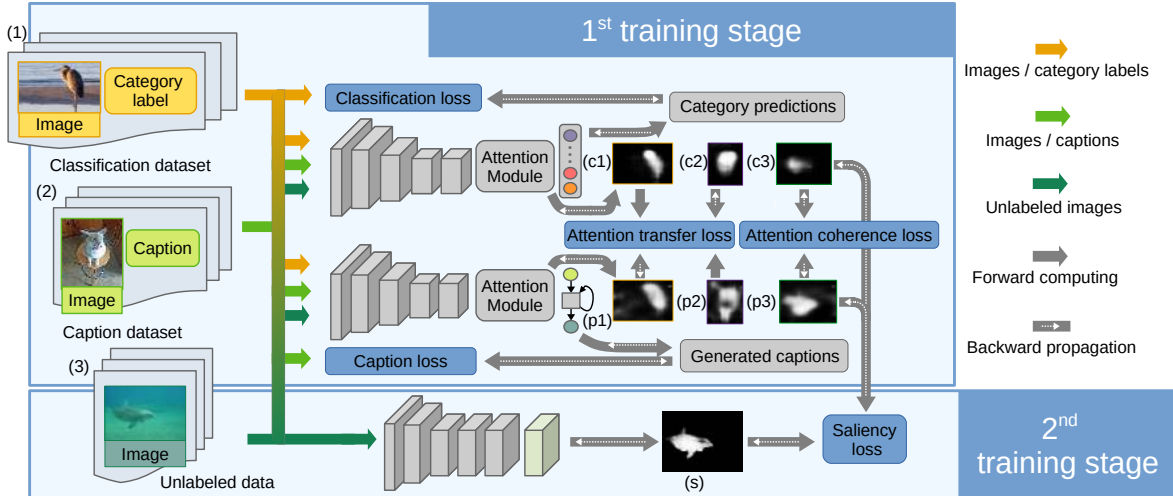 1st training stage
(1)
Category
label
Image
Classification dataset
(2)
Caption
Image
Caption dataset
(3)
Image
Unlabeled data
Classification loss
Category predictions
Attention
Module
(c1)
(c2)
(c3)
Attention transfer loss
Attention coherence loss
Attention
Module
(p1)
(p2)
(p3)
Caption loss
Generated captions
Saliency
loss
(s)
2nd
training stage
Images / category labels
Images / captions
Unlabeled images
Forward computing
Backward propagation